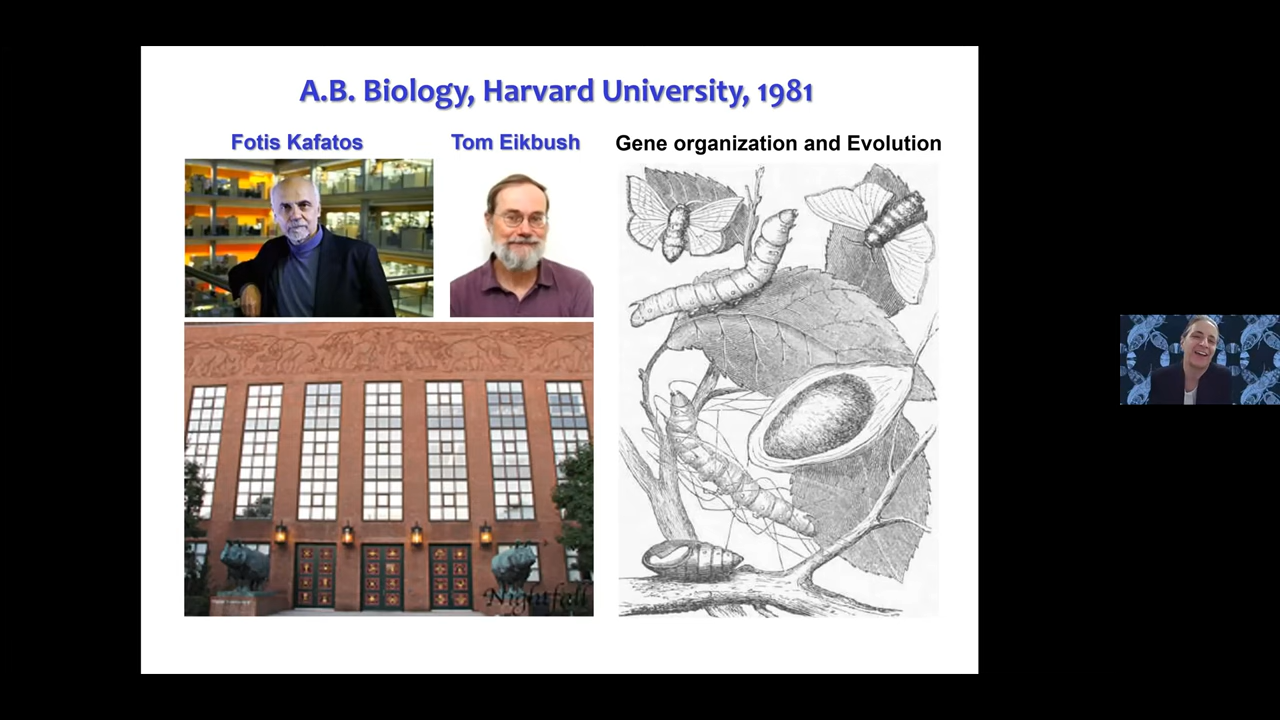 A.B. Biology, Harvard University, 1981
Fotis Kafatos
Tom Eikbush
Gene organization and Evolution
Nightfall